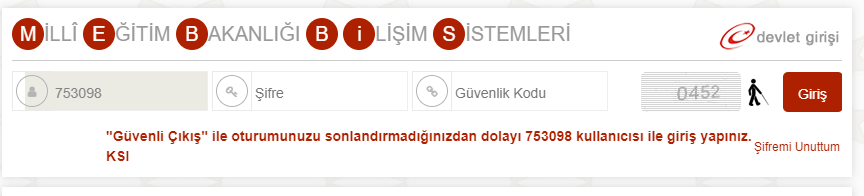 MİLLÎ EĞİTİM BAKANLIĞI BİLİŞİM SİSTEMLERİ
devlet girişi
753098
Şifre
Güvenlik Kodu
0452
Giriş
"Güvenli Çıkış" ile oturumunuzu sonlandırmadığınızdan dolayı 753098 kullanıcısı ile giriş yapınız.
KSI
Şifremi Unuttum